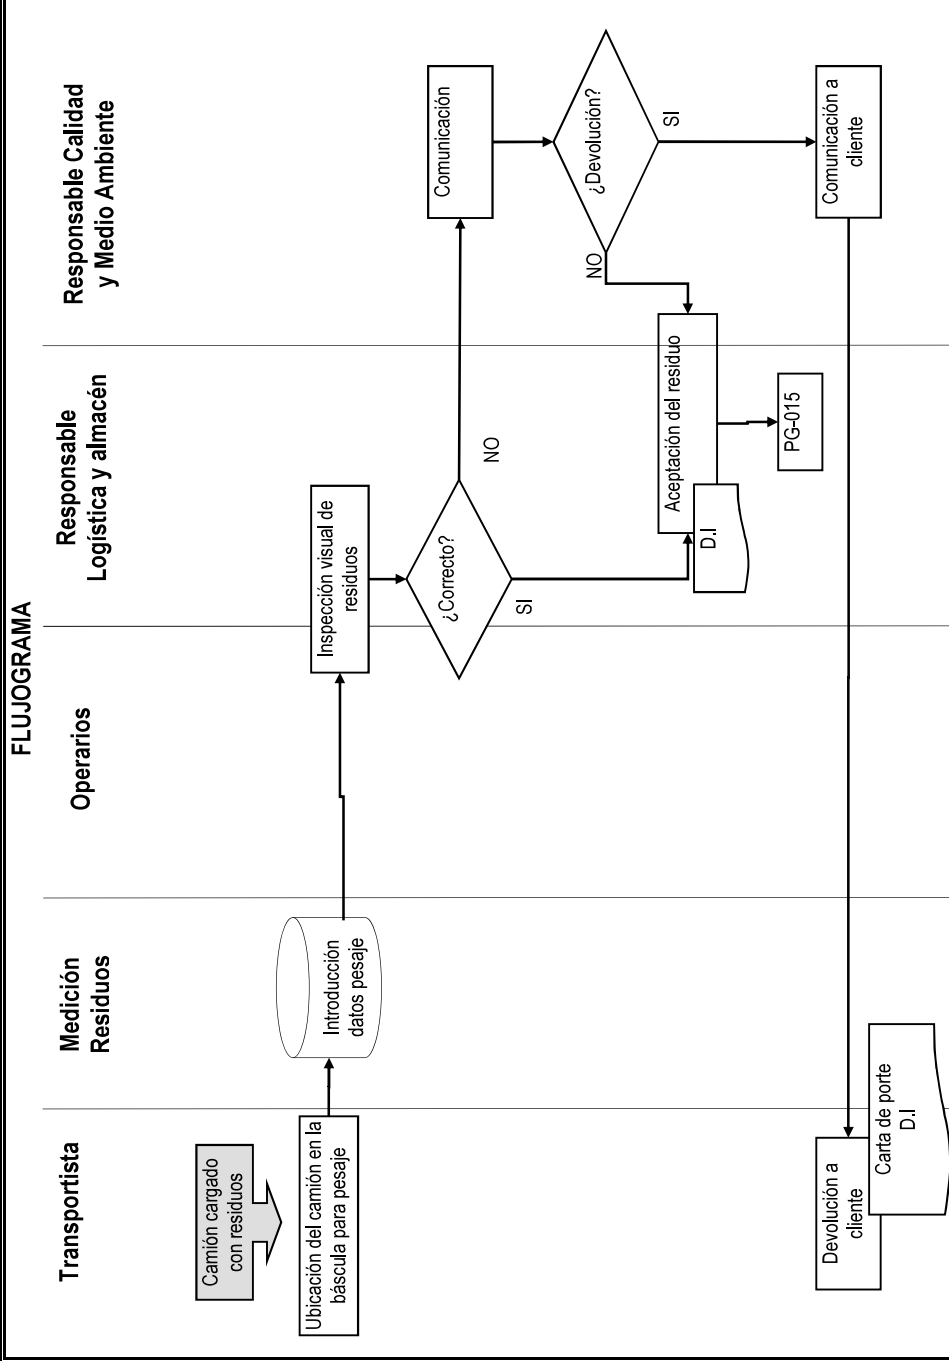 FLUJOGRAMA
Transportista
Medición
Residuos
Operarios
Responsable
Logística y almacén
Responsable Calidad
y Medio Ambiente
Camión cargado
con residuos
Ubicación del camión en la
báscula para pesaje
Introducción
datos pesaje
Inspección visual de
residuos
¿Correcto?
NO
SI
Comunicación
¿Devolución?
NO
SI
Aceptación del residuo
D.I
PG-015
Comunicación a
cliente
Devolución a
cliente
Carta de porte
D.I